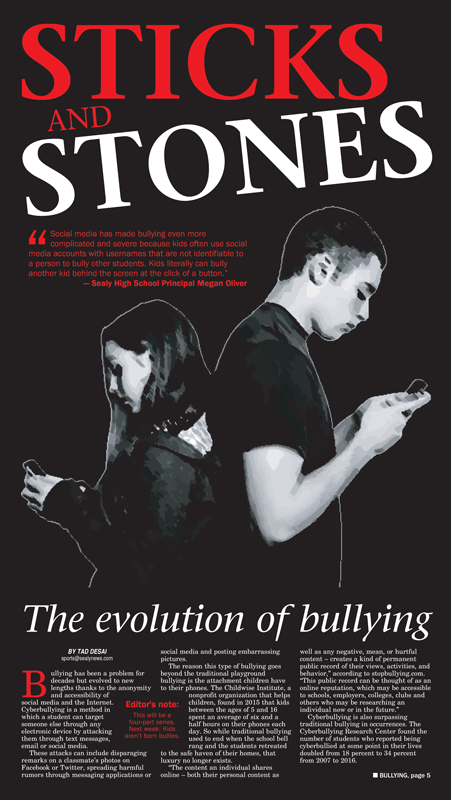 STICKS
AND
STONES
“ Social media has made bullying even more
complicated and severe because kids often use social
media accounts with usernames that are not identifiable to
a person to bully other students. Kids literally can bully
another kid behind the screen at the click of a button.”
— Sealy High School Principal Megan Oliver
The evolution of bullying
BY TAD DESAI
sports@sealynews.com
Bullying has been a problem for
decades but evolved to new
lengths thanks to the anonymity
and accessibility of
social media and the Internet.
Cyberbullying is a method in
which a student can target
someone else through any
electronic device by attacking
them through text messages,
email or social media.
These attacks can include disparaging
remarks on a classmate’s photos on
Facebook or Twitter, spreading harmful
rumors through messaging applications or
Editor’s note:
This will be a
four-part series.
Next week: Kids
aren’t born bullies.
social media and posting embarrassing
pictures.
The reason this type of bullying goes
beyond the traditional playground
bullying is the attachment children have
to their phones. The Childwise Institute, a
nonprofit organization that helps
children, found in 2015 that kids
between the ages of 5 and 16
spent an average of six and a
half hours on their phones each
day. So while traditional bullying
used to end when the school bell
rang and the students retreated
to the safe haven of their homes, that
luxury no longer exists.
“The content an individual shares
online – both their personal content as
well as any negative, mean, or hurtful
content – creates a kind of permanent
public record of their views, activities, and
behavior,” according to stopbullying.com.
“This public record can be thought of as an
online reputation, which may be accessible
to schools, employers, colleges, clubs and
others who may be researching an
individual now or in the future.”
Cyberbullying is also surpassing
traditional bullying in occurrences. The
Cyberbullying Research Center found the
number of students who reported being
cyberbullied at some point in their lives
doubled from 18 percent to 34 percent
from 2007 to 2016.
■ BULLYING, page 5